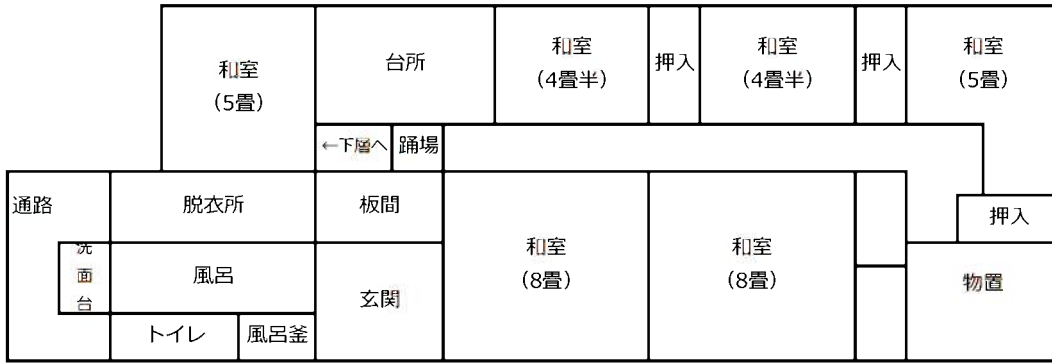 和室
(5畳)
台所
和室
(4畳半)
押入
和室
(4畳半)
押入
和室
(5畳)
←下層へ
踊場
通路
脱衣所
板間
和室
(8畳)
和室
(8畳)
押入
洗
面
台
風呂
玄関
物置
トイレ
風呂釜